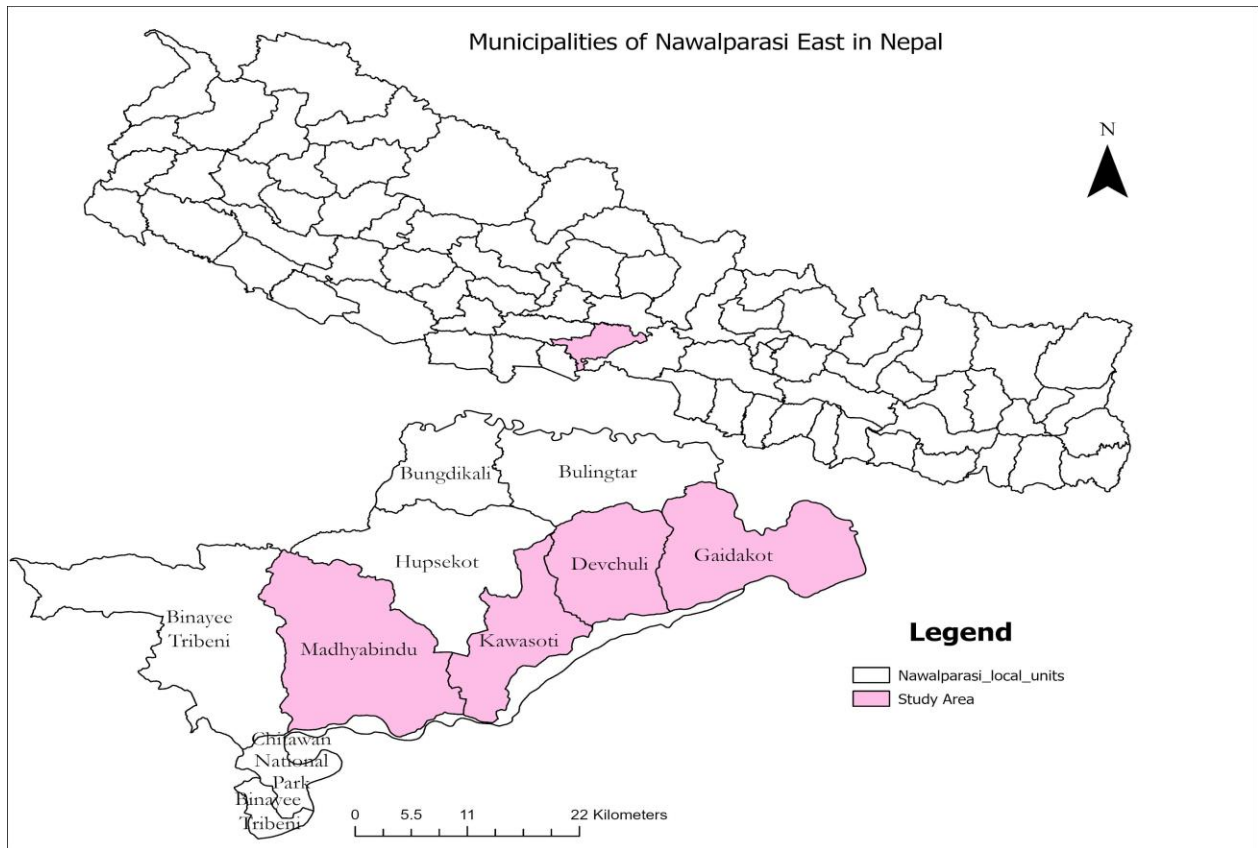 Municipalities of Nawalparasi East in Nepal
N
Bungdikali
Bulingtar
Hupsekot
Devchuli
Gaidakot
Binayee
Tribeni
Madhyabindu
Kawasoti
Legend
Nawalparasi_local_units
Study Area
Chitawan
National
Park
Binayee
Tribeni
0 5.5 11 22 Kilometers